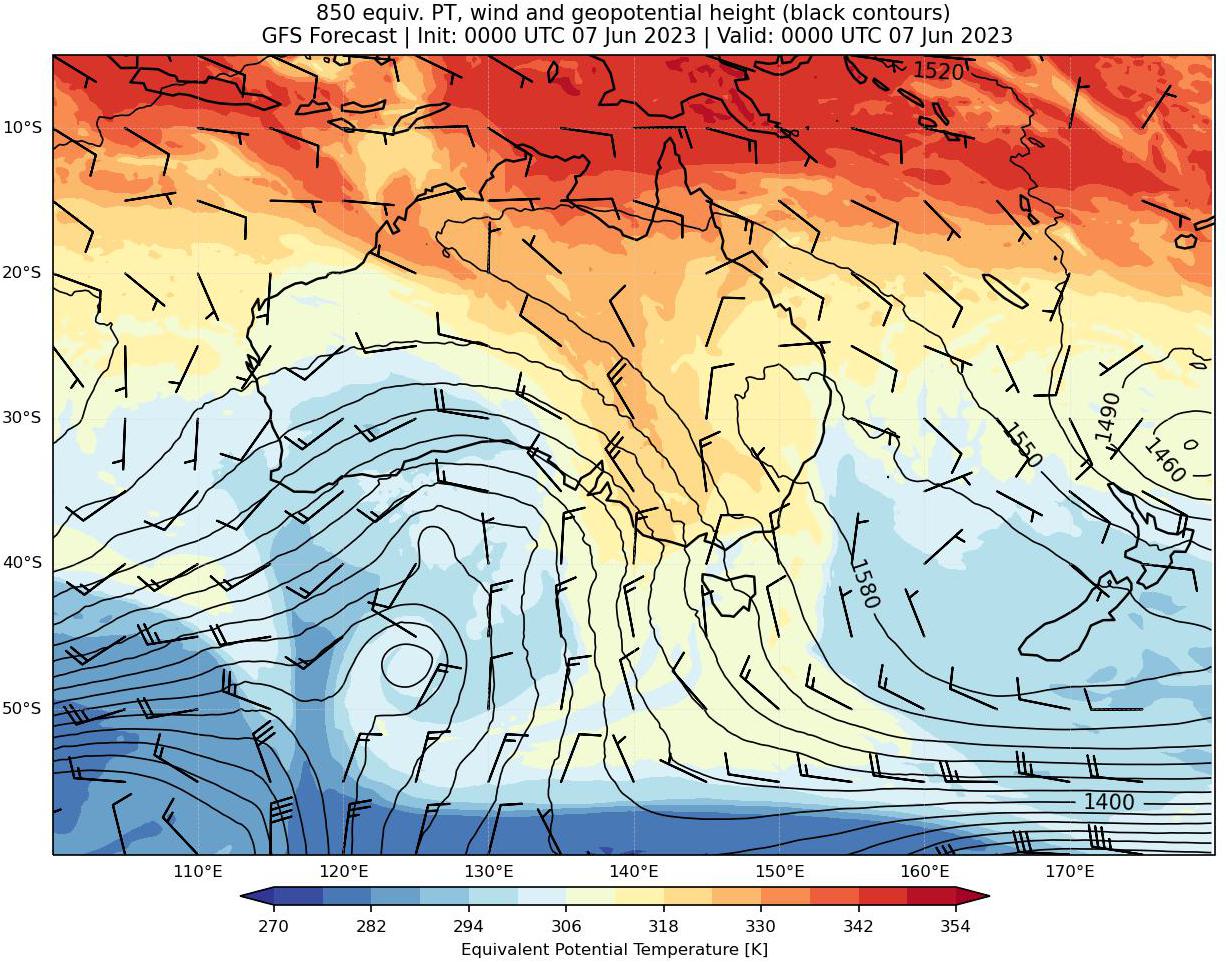 850 equiv. PT, wind and geopotential height (black contours)
GFS Forecast | Init: 0000 UTC 07 Jun 2023 | Valid: 0000 UTC 07 Jun 2023
1520
10°S
20°S
30°S
1490
1550
1460
40°S
1580
50°S
1400
110°E 120°E 130°E 140°E 150°E 160°E 170°E
270 282 294 306 318 330 342 354
Equivalent Potential Temperature [K]